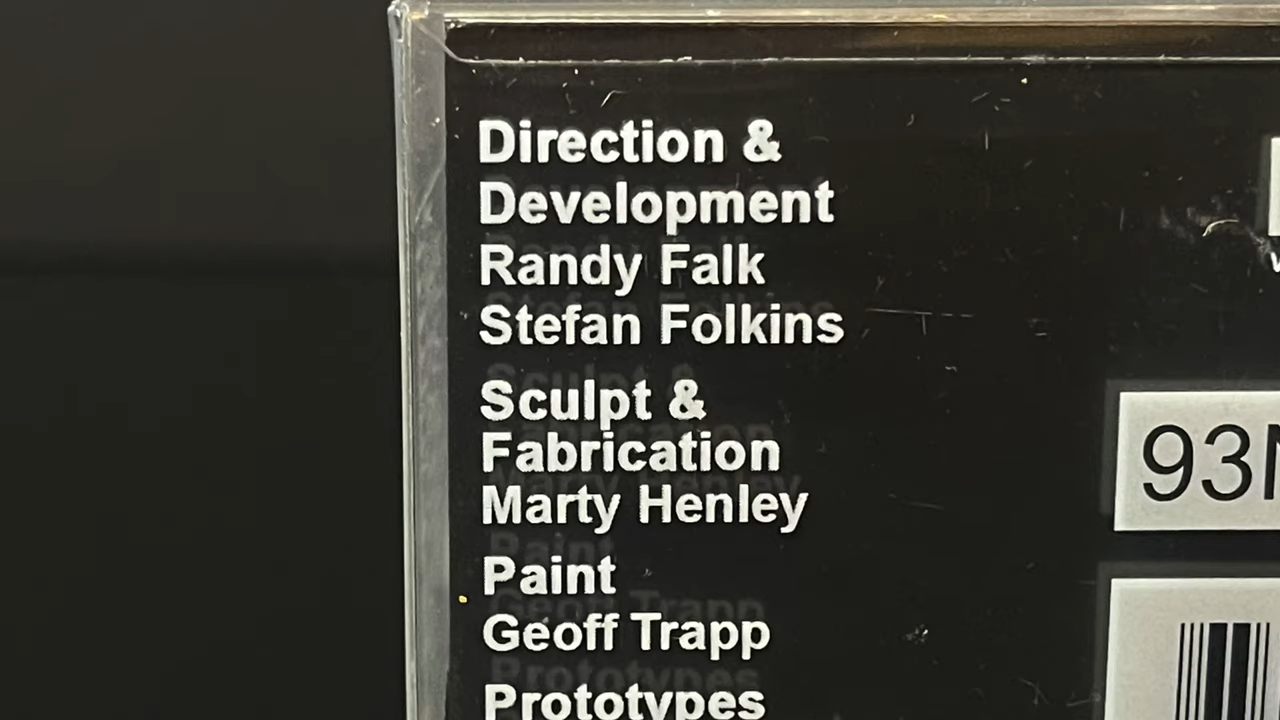 Direction &
Development
Randy Falk
Stefan Folkins
Sculpt &
Fabrication
Marty Henley
Paint
Geoff Trapp
Prototypes
93